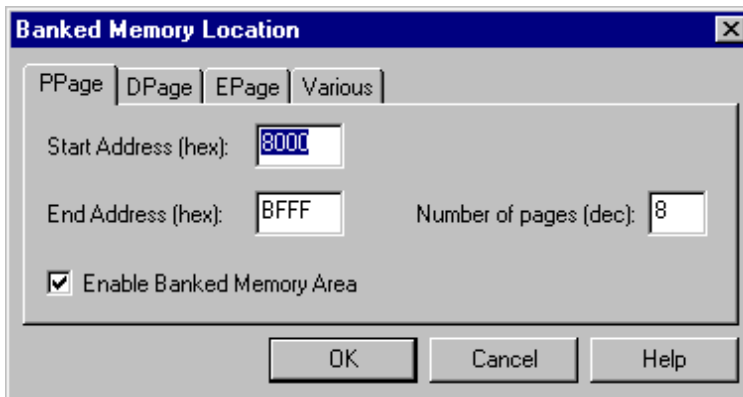 Banked Memory Location
PPage DPage EPage Various
Start Address (hex): 8000
End Address (hex): BFFF Number of pages (dec): 8
Enable Banked Memory Area
OK Cancel Help